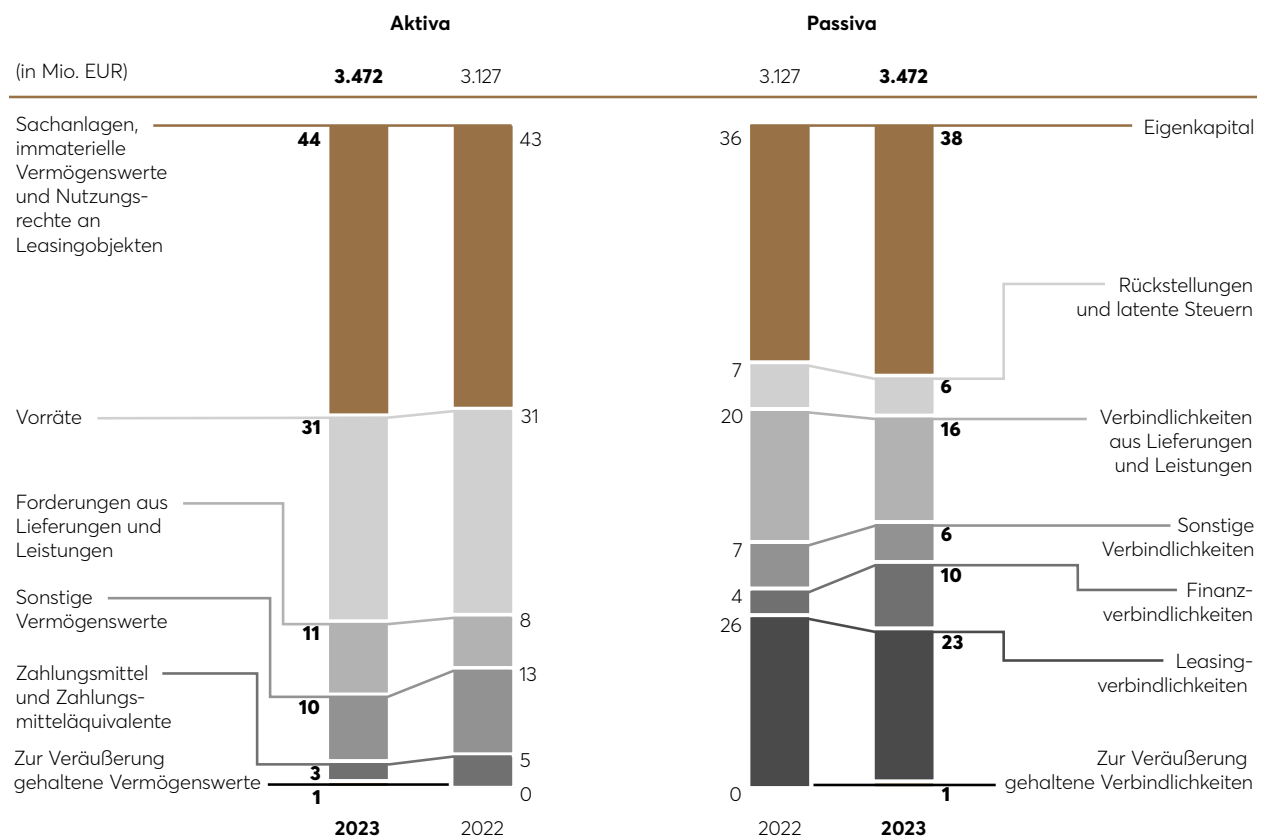 Aktiva
Passiva
(in Mio. EUR)
3.472
3.127
3.127
3.472
Sachanlagen,
immaterielle
Vermögenswerte
und Nutzungs-
rechte an
Leasingobjekten
44
43
36
38
Eigenkapital
Rückstellungen
und latente Steuern
7
6
Vorräte
31
31
20
16
Verbindlichkeiten
aus Lieferungen
und Leistungen
Forderungen aus
Lieferungen und
Leistungen
11
8
7
6
Sonstige
Verbindlichkeiten
Sonstige
Vermögenswerte
10
13
4
10
Finanz-
verbindlichkeiten
Zahlungsmittel
und Zahlungs-
mitteläquivalente
3
5
26
23
Leasing-
verbindlichkeiten
Zur Veräußerung
gehaltene Vermögenswerte
1
0
0
1
Zur Veräußerung
gehaltene Verbindlichkeiten
2023
2022
2022
2023